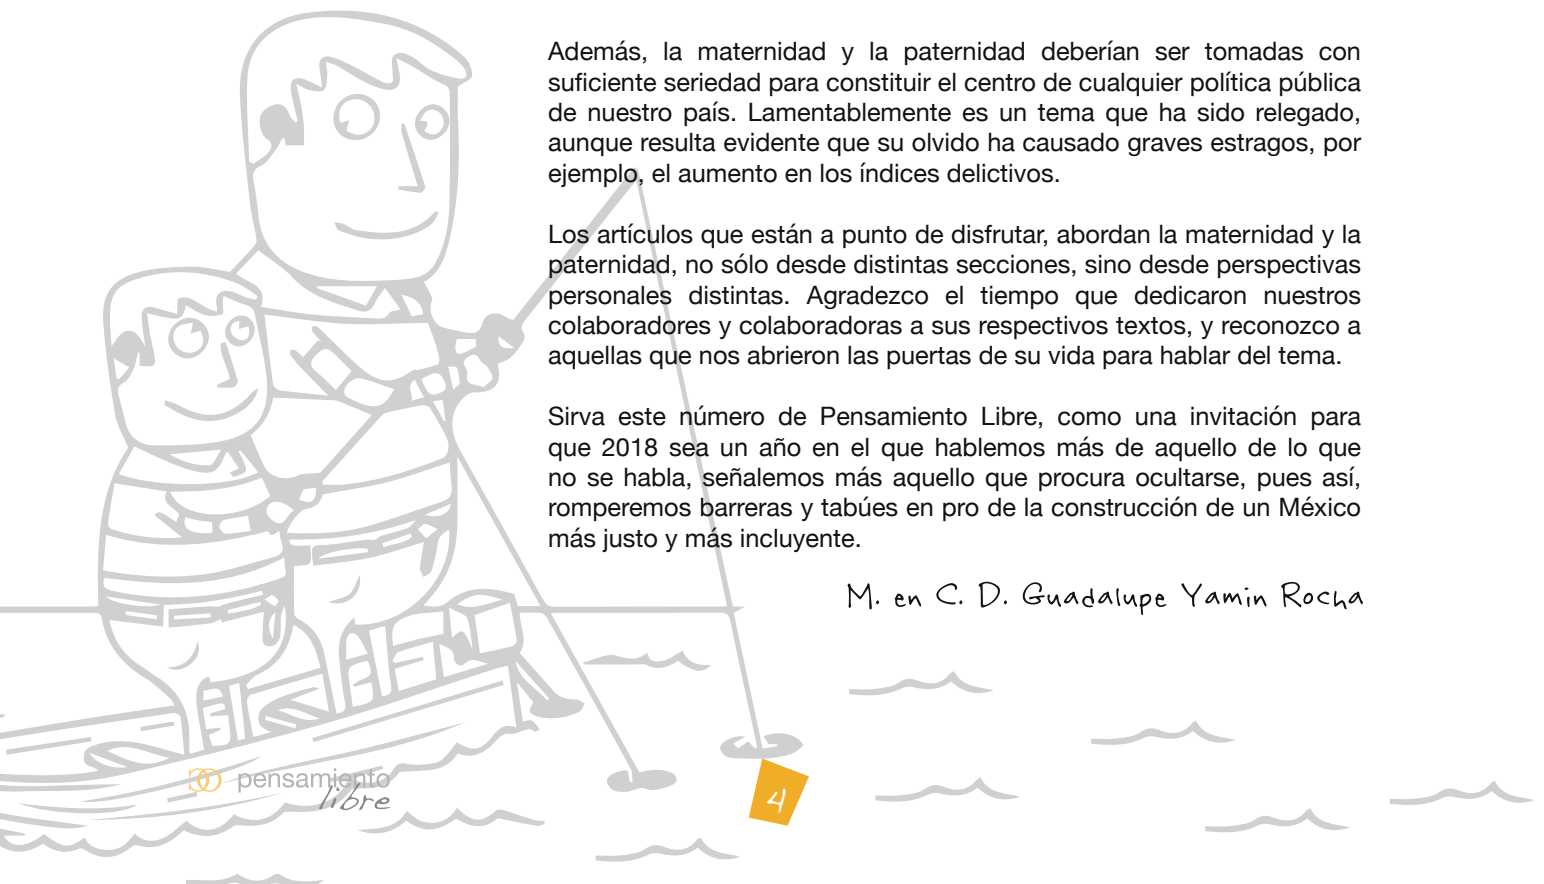 Además, la maternidad y la paternidad deberían ser tomadas con
suficiente seriedad para constituir el centro de cualquier política pública
de nuestro país. Lamentablemente es un tema que ha sido relegado,
aunque resulta evidente que su olvido ha causado graves estragos, por
ejemplo, el aumento en los índices delictivos.
Los artículos que están a punto de disfrutar, abordan la maternidad y la
paternidad, no sólo desde distintas secciones, sino desde perspectivas
personales distintas. Agradezco el tiempo que dedicaron nuestros
colaboradores y colaboradoras a sus respectivos textos, y reconozco a
aquellas que nos abrieron las puertas de su vida para hablar del tema.
Sirva este número de Pensamiento Libre, como una invitación para
que 2018 sea un año en el que hablemos más de aquello de lo que
no se habla, señalemos más aquello que procura ocultarse, pues así,
romperemos barreras y tabúes en pro de la construcción de un México
más justo y más incluyente.
M. en C. D. Guadalupe Yamin Rocha
pensamiento
libre
4